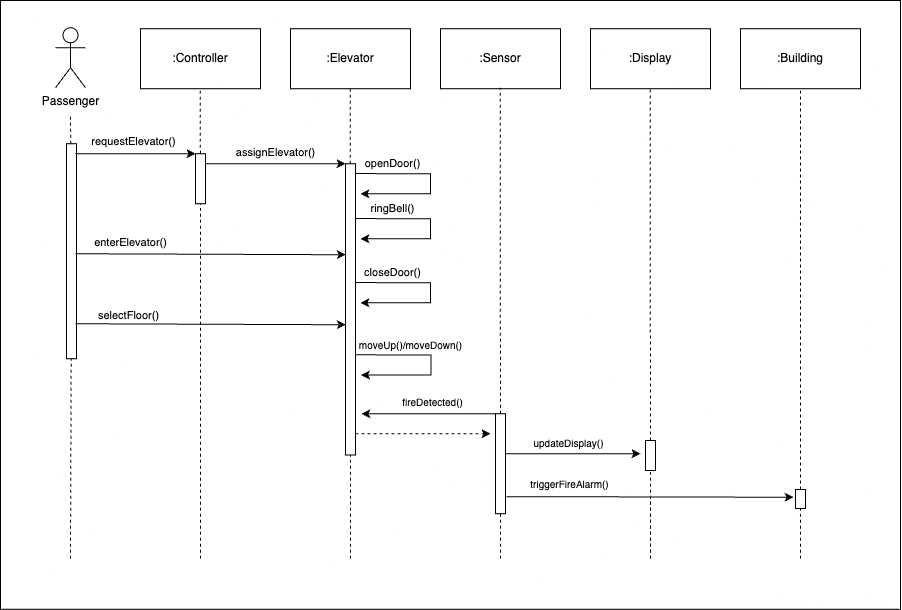 :Controller
:Elevator
:Sensor
:Display
:Building
Passenger
requestElevator()
assignElevator()
openDoor()
ringBell()
enterElevator()
closeDoor()
selectFloor()
moveUp()/moveDown()
fireDetected()
updateDisplay()
triggerFireAlarm()